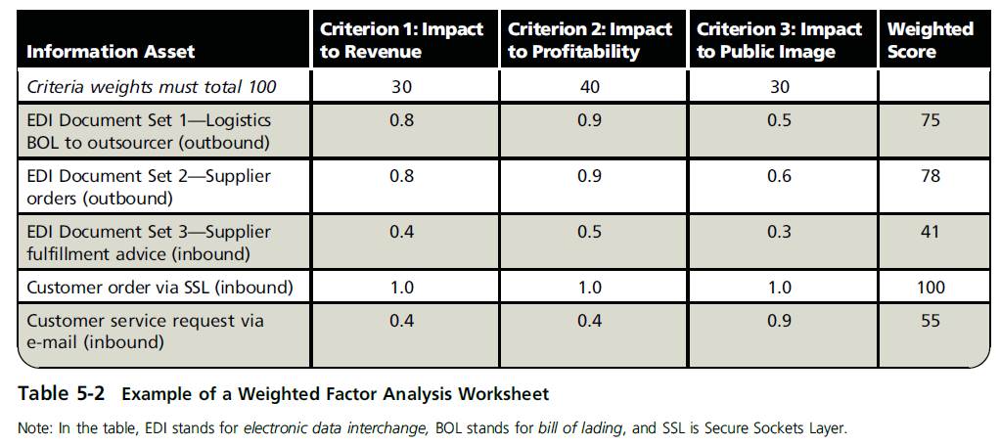 Information Asset | Criterion 1: Impact to Revenue | Criterion 2: Impact to Profitability | Criterion 3: Impact to Public Image | Weighted Score
Criteria weights must total 100 | 30 | 40 | 30 |
EDI Document Set 1—Logistics BOL to outsourcer (outbound) | 0.8 | 0.9 | 0.5 | 75
EDI Document Set 2—Supplier orders (outbound) | 0.8 | 0.9 | 0.6 | 78
EDI Document Set 3—Supplier fulfillment advice (inbound) | 0.4 | 0.5 | 0.3 | 41
Customer order via SSL (inbound) | 1.0 | 1.0 | 1.0 | 100
Customer service request via e-mail (inbound) | 0.4 | 0.4 | 0.9 | 55
Table 5-2 Example of a Weighted Factor Analysis Worksheet
Note: In the table, EDI stands for electronic data interchange, BOL stands for bill of lading, and SSL is Secure Sockets Layer.